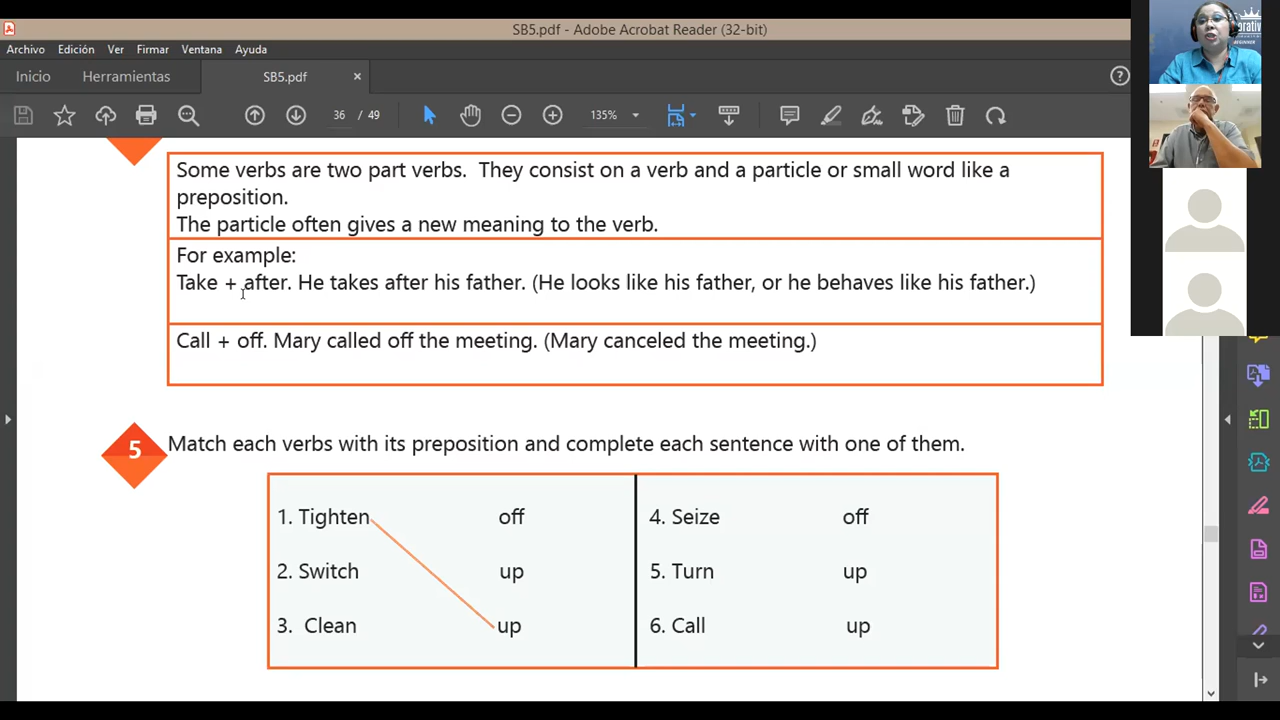 SB5.pdf - Adobe Acrobat Reader (32-bit)
Archivo Edición Ver Firmar Ventana Ayuda
Inicio Herramientas SB5.pdf ×
36 / 49 135%
Some verbs are two part verbs. They consist on a verb and a particle or small word like a
preposition.
The particle often gives a new meaning to the verb.
For example:
Take + after. He takes after his father. (He looks like his father, or he behaves like his father.)
Call + off. Mary called off the meeting. (Mary canceled the meeting.)
5 Match each verbs with its preposition and complete each sentence with one of them.
1. Tighten off 4. Seize off
2. Switch up 5. Turn up
3. Clean up 6. Call up